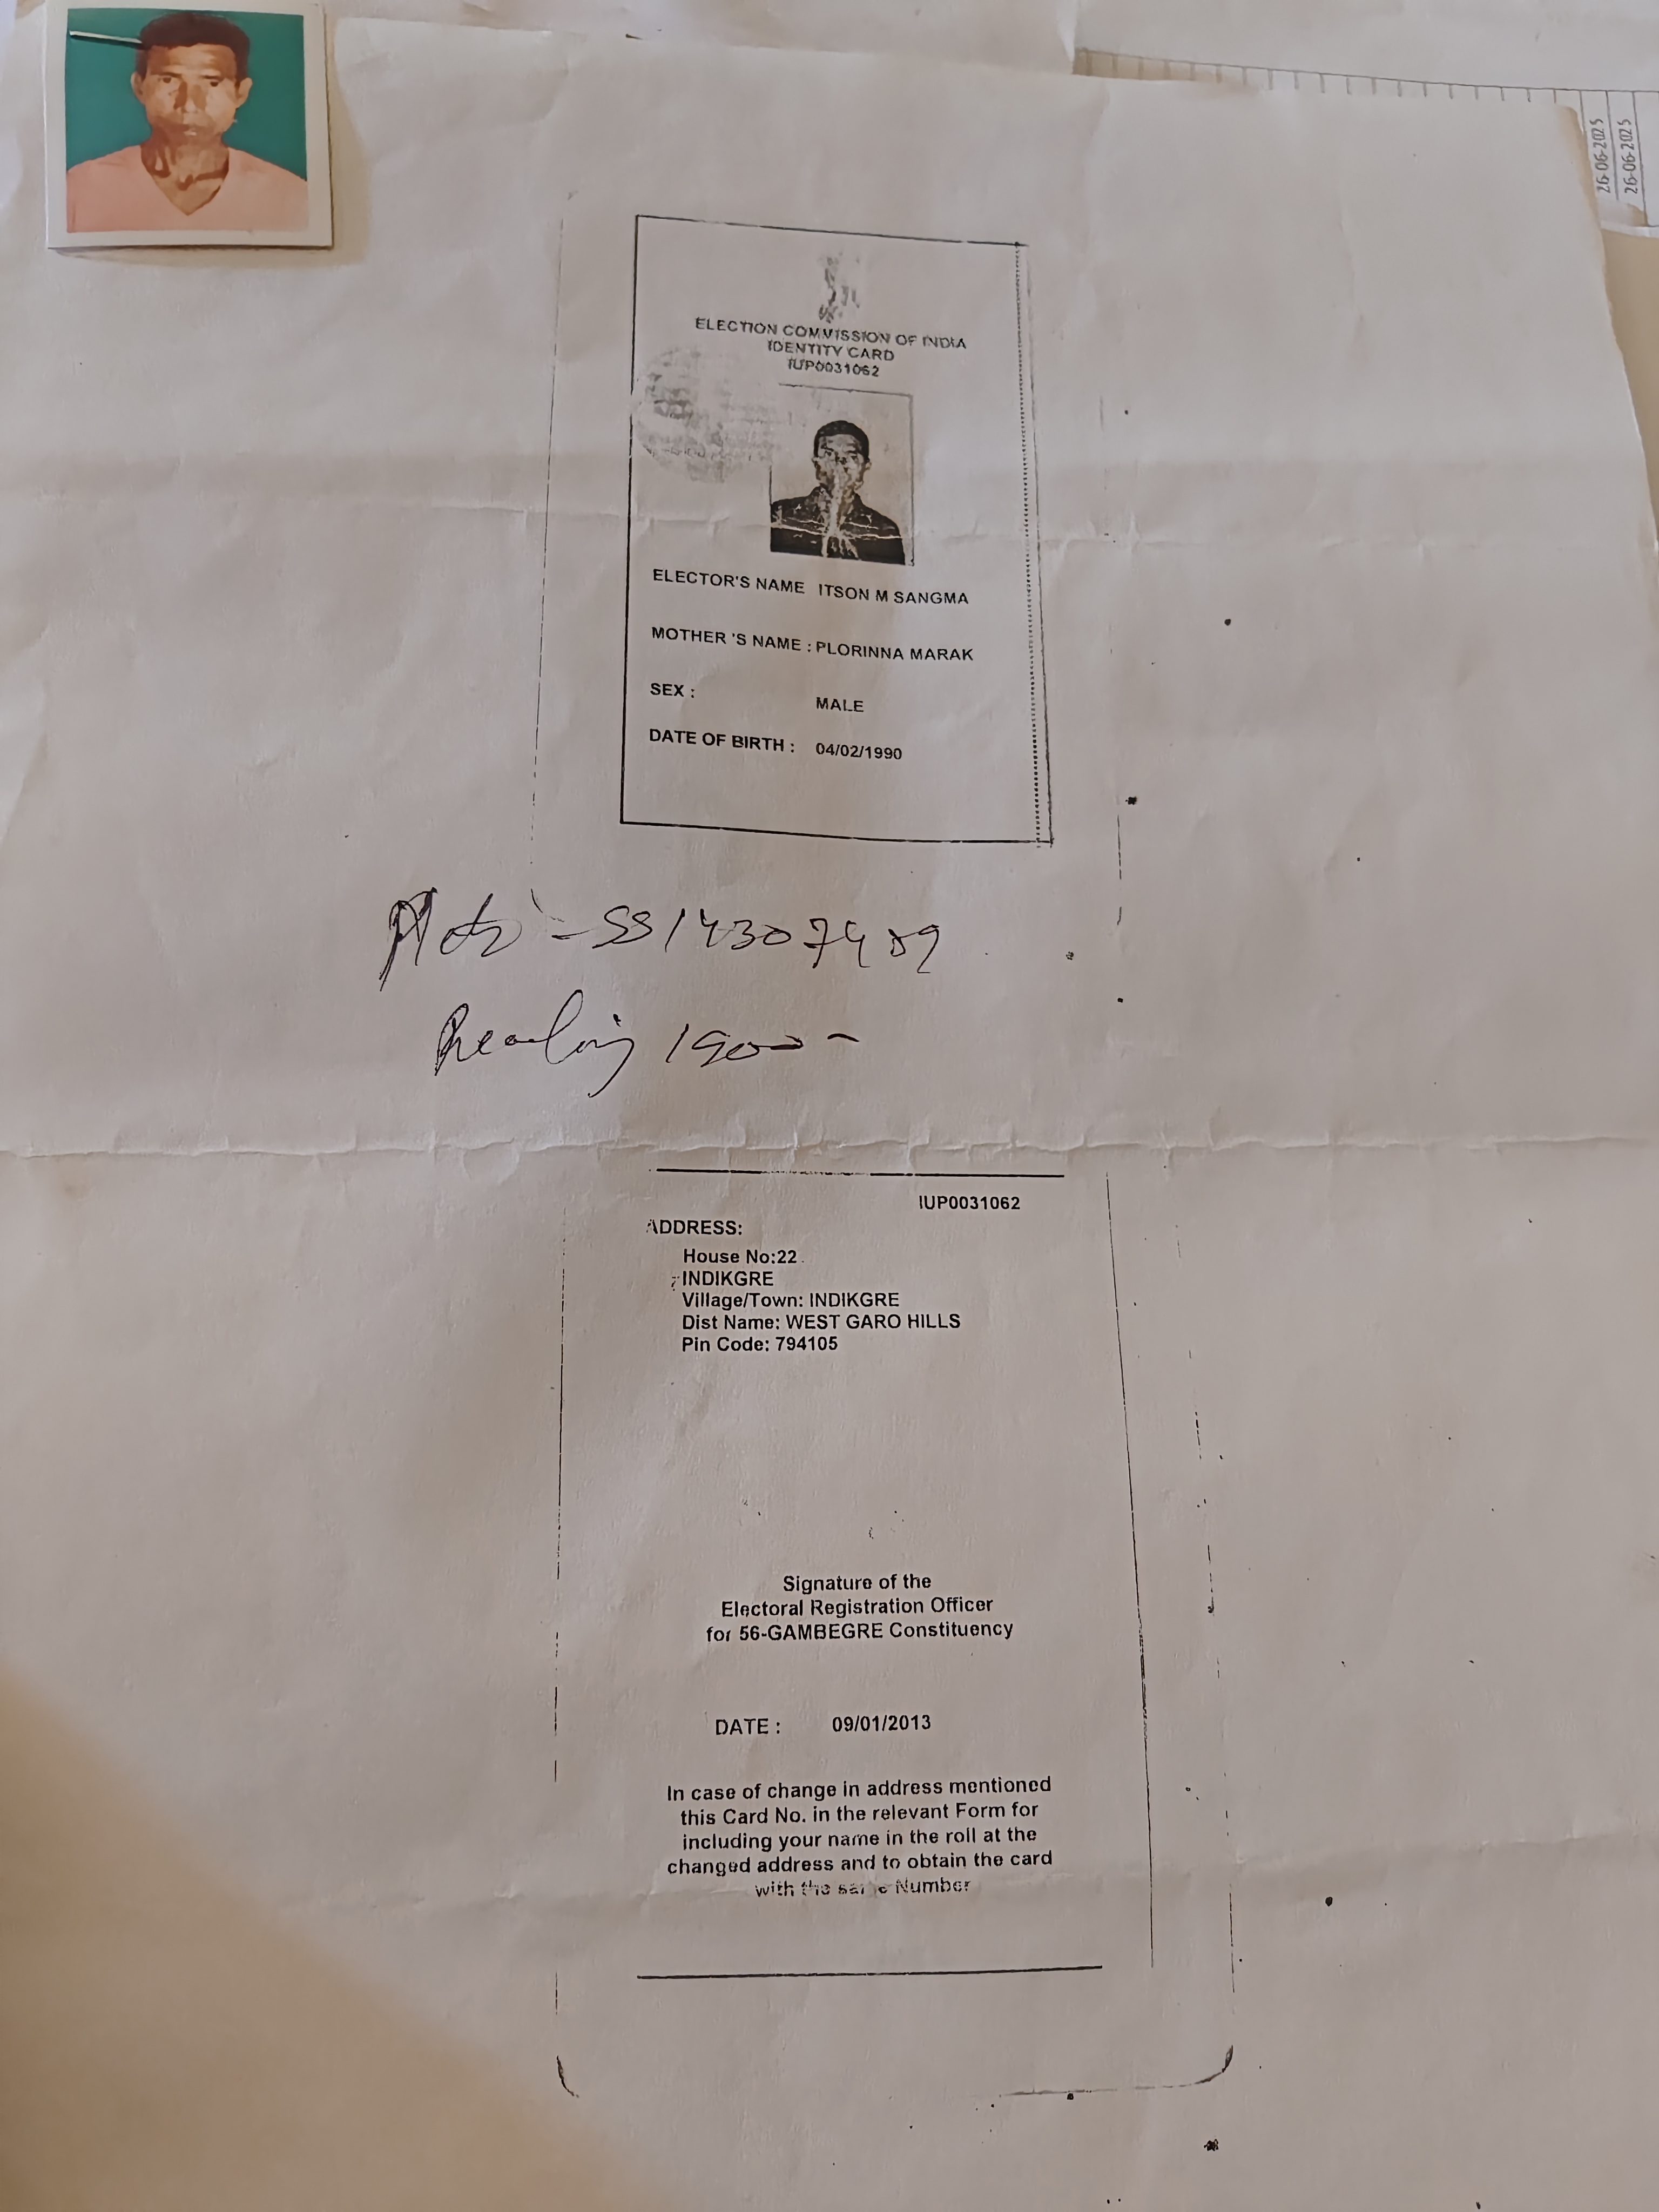 26-06-2025
26-06-2025
ELECTION COMMISSION OF INDIA
IDENTITY CARD
IUP0031062
ELECTOR'S NAME ITSON M SANGMA
MOTHER 'S NAME : PLORINNA MARAK
SEX : MALE
DATE OF BIRTH : 04/02/1990
Reading
IUP0031062
ADDRESS:
House No:22
INDIKGRE
Village/Town: INDIKGRE
Dist Name: WEST GARO HILLS
Pin Code: 794105
Signature of the
Electoral Registration Officer
for 56-GAMBEGRE Constituency
DATE : 09/01/2013
In case of change in address mentioned
this Card No. in the relevant Form for
including your name in the roll at the
changed address and to obtain the card
with the same Number